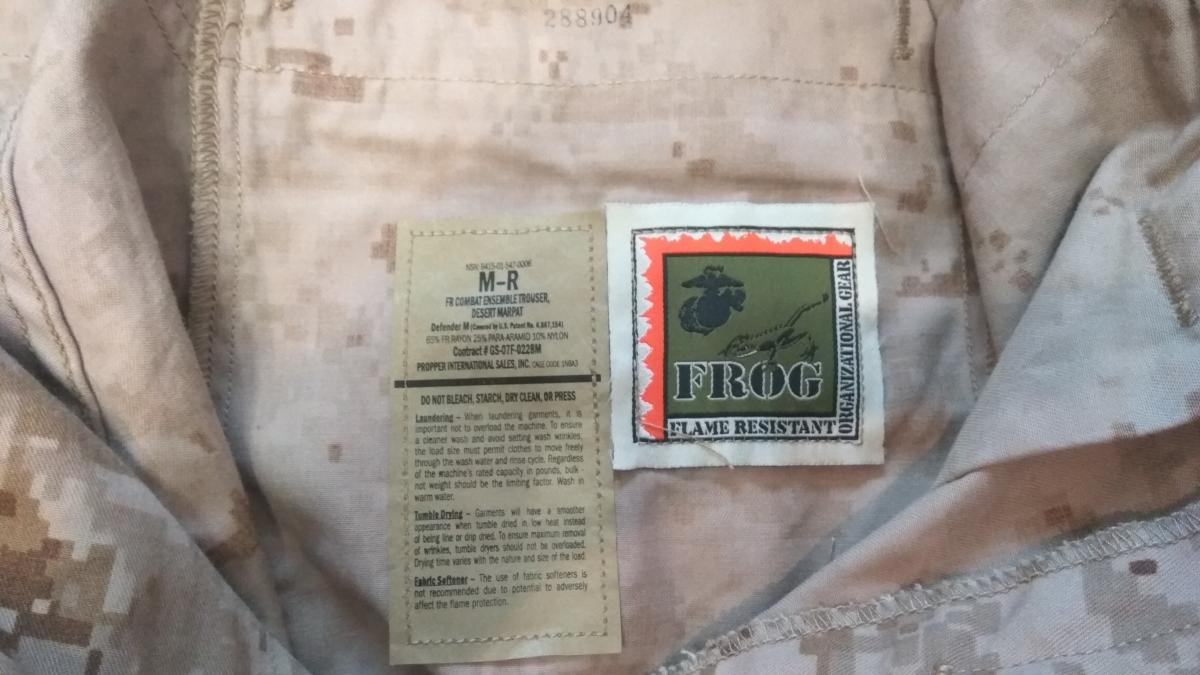 288904
NSN: 8415-01-547-0006
M-R
FR COMBAT ENSEMBLE TROUSER,
DESERT MARPAT
Defender M (Covered by U.S. Patent No. 4,867,154)
65% FR RAYON 25% PARA-ARAMID 10% NYLON
Contract # GS-07F-0228M
PROPPER INTERNATIONAL SALES, INC. CAGE CODE 1N8A3
DO NOT BLEACH, STARCH, DRY CLEAN, OR PRESS
Laundering – When laundering garments, it is
important not to overload the machine. To ensure
a cleaner wash and avoid setting wash wrinkles,
the load size must permit clothes to move freely
through the wash water and rinse cycle. Regardless
of the machine's rated capacity in pounds, bulk -
not weight should be the limiting factor. Wash in
warm water.
Tumble Drying – Garments will have a smoother
appearance when tumble dried in low heat instead
of being line or drip dried. To ensure maximum removal
of wrinkles, tumble dryers should not be overloaded.
Drying time varies with the nature and size of the load.
Fabric Softener – The use of fabric softeners is
not recommended due to potential to adversely
affect the flame protection.
FROG
FLAME RESISTANT
ORGANIZATIONAL GEAR